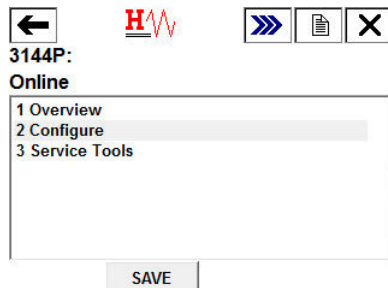 H
3144P:
Online
1 Overview
2 Configure
3 Service Tools
SAVE